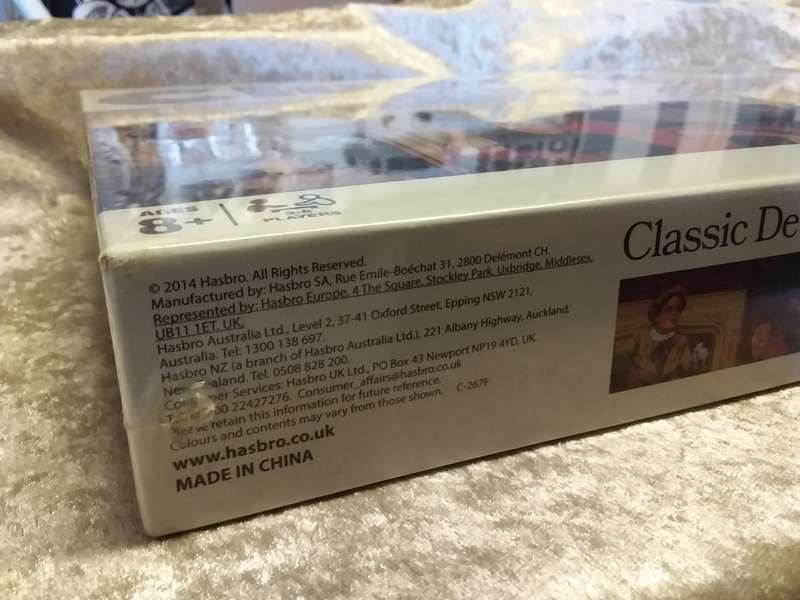 AGES
8+
3-6
PLAYERS
Classic De
© 2014 Hasbro. All Rights Reserved.
Manufactured by: Hasbro SA, Rue Emile-Boéchat 31, 2800 Delémont CH.
Represented by: Hasbro Europe, 4 The Square, Stockley Park, Uxbridge, Middlesex,
UB11 1ET. UK.
Hasbro Australia Ltd., Level 2, 37-41 Oxford Street, Epping NSW 2121,
Australia. Tel: 1300 138 697.
Hasbro NZ (a branch of Hasbro Australia Ltd.), 221 Albany Highway, Auckland,
New Zealand. Tel. 0508 828 200.
Consumer Services: Hasbro UK Ltd., PO Box 43 Newport NP19 4YD, UK.
00 22427276. Consumer_affairs@hasbro.co.uk
Please retain this information for future reference.
Colours and contents may vary from those shown. C-267F
www.hasbro.co.uk
MADE IN CHINA